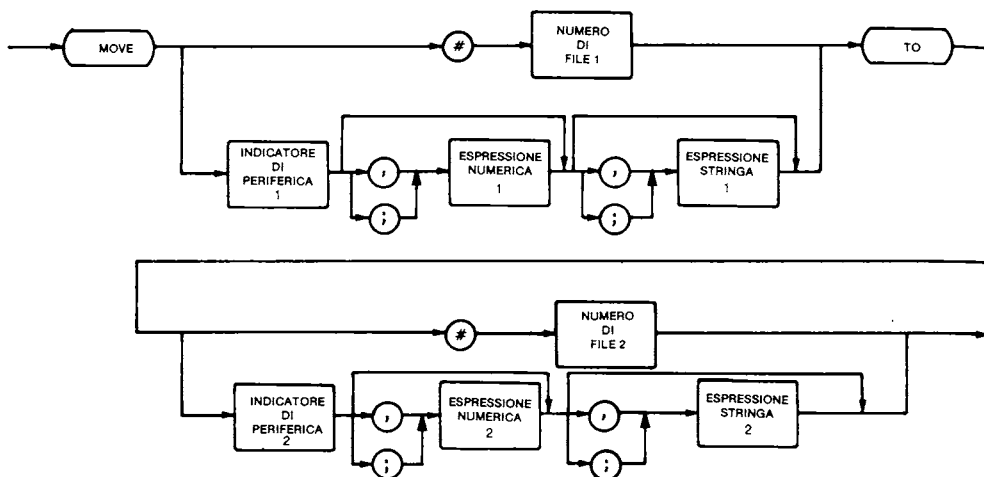 MOVE
#
NUMERO
DI
FILE 1
TO
INDICATORE
DI
PERIFERICA
1
,
;
ESPRESSIONE
NUMERICA
1
,
;
ESPRESSIONE
STRINGA
1
#
NUMERO
DI
FILE 2
INDICATORE
DI
PERIFERICA
2
,
;
ESPRESSIONE
NUMERICA
2
,
;
ESPRESSIONE
STRINGA
2